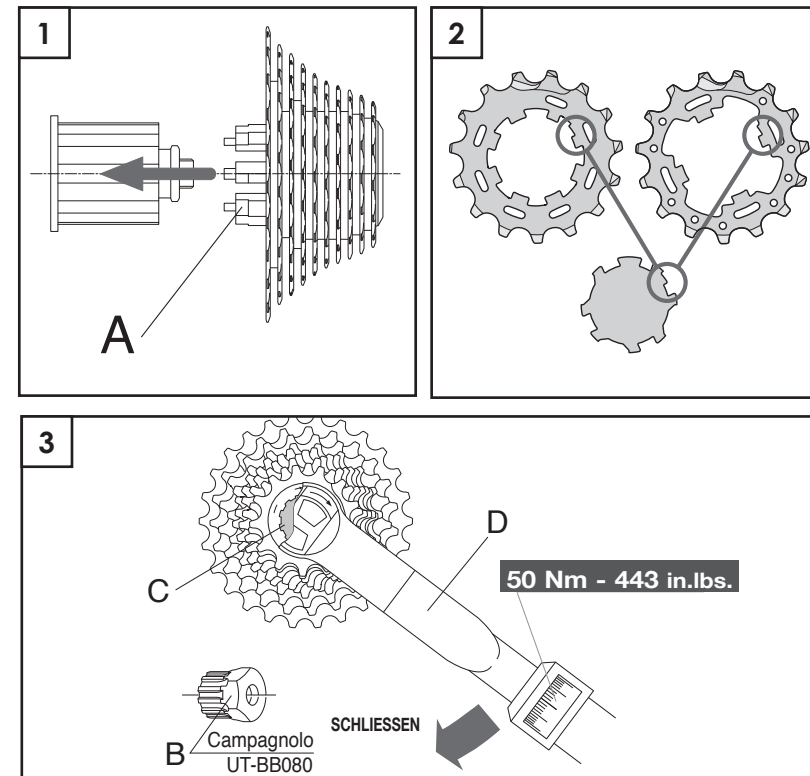 1
A
2
3
C
D
50 Nm - 443 in.lbs.
B
Campagnolo
UT-BB080
SCHLIESSEN